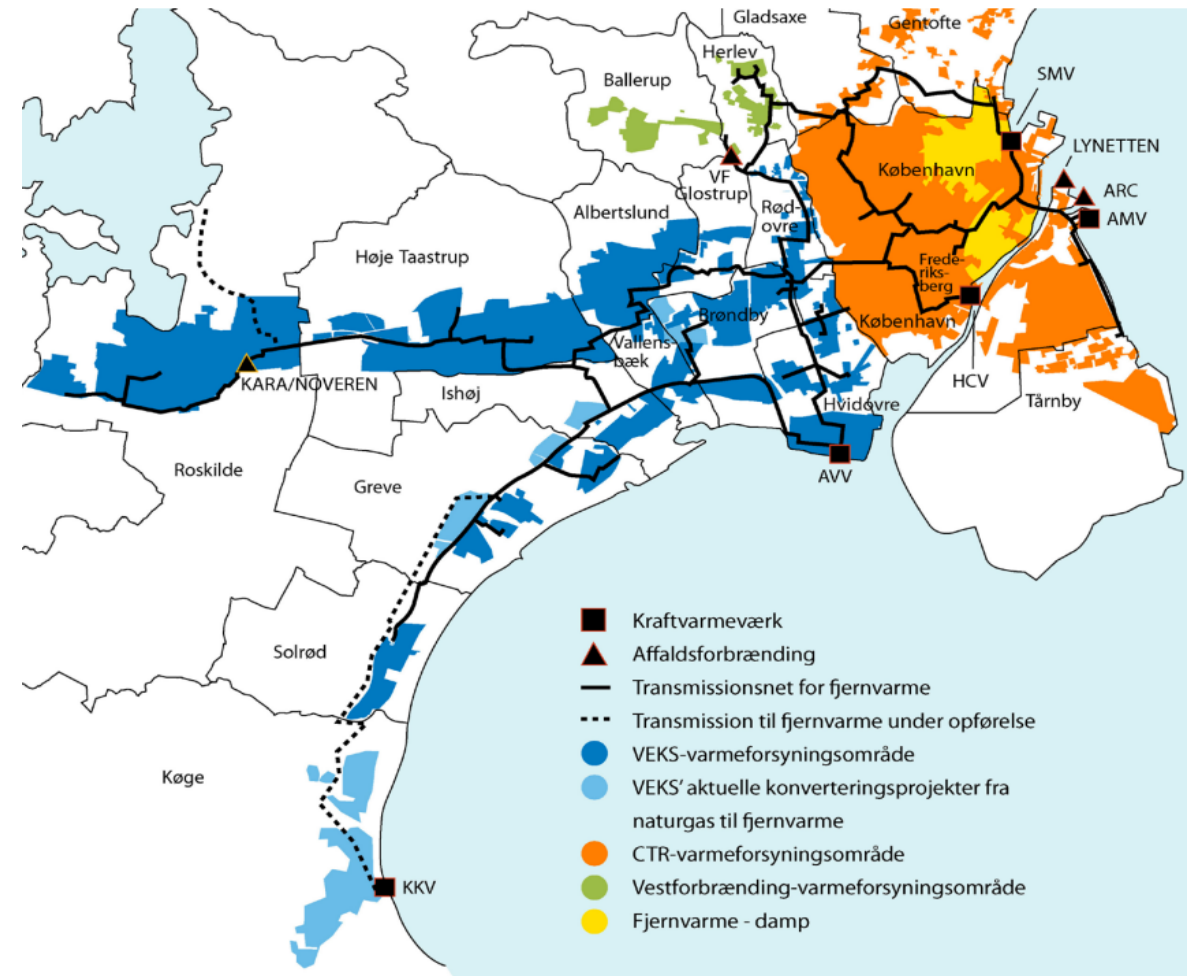 Gladsaxe
Gentofte
Herlev
SMV
Ballerup
LYNETTEN
København
VF
Glostrup
ARC
Rød-
ovre
Albertslund
AMV
Høje Taastrup
Frede-
riks-
berg
Brøndby
København
Vallens-
bæk
KARA/NOVEREN
Ishøj
HCV
Tårnby
Hvidovre
Roskilde
AVV
Greve
Solrød
Køge
KKV
Kraftvarmeværk
Affaldsforbrænding
Transmissionsnet for fjernvarme
Transmission til fjernvarme under opførelse
VEKS-varmeforsyningsområde
VEKS' aktuelle konverteringsprojekter fra
naturgas til fjernvarme
CTR-varmeforsyningsområde
Vestforbrænding-varmeforsyningsområde
Fjernvarme - damp